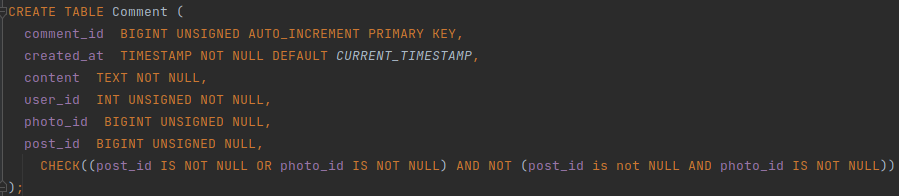 CREATE TABLE Comment (
comment_id BIGINT UNSIGNED AUTO_INCREMENT PRIMARY KEY,
created_at TIMESTAMP NOT NULL DEFAULT CURRENT_TIMESTAMP,
content TEXT NOT NULL,
user_id INT UNSIGNED NOT NULL,
photo_id BIGINT UNSIGNED NULL,
post_id BIGINT UNSIGNED NULL,
CHECK((post_id IS NOT NULL OR photo_id IS NOT NULL) AND NOT (post_id is not NULL AND photo_id IS NOT NULL))
);